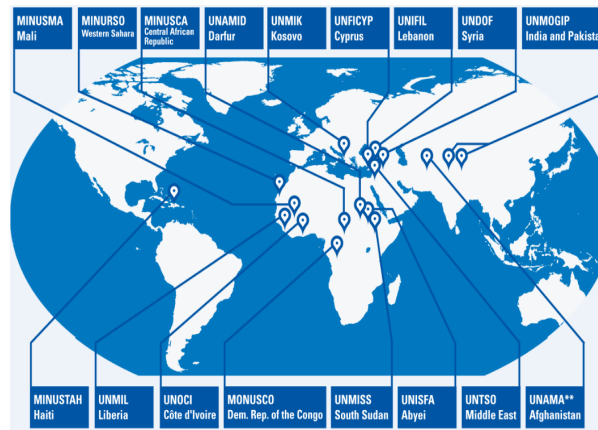 MINUSMA
Mali
MINURSO
Western Sahara
MINUSCA
Central African
Republic
UNAMID
Darfur
UNMIK
Kosovo
UNFICYP
Cyprus
UNIFIL
Lebanon
UNDOF
Syria
UNMOGIP
India and Pakista
MINUSTAH
Haiti
UNMIL
Liberia
UNOCI
Côte d'Ivoire
MONUSCO
Dem. Rep. of the Congo
UNMISS
South Sudan
UNISFA
Abyei
UNTSO
Middle East
UNAMA**
Afghanistan